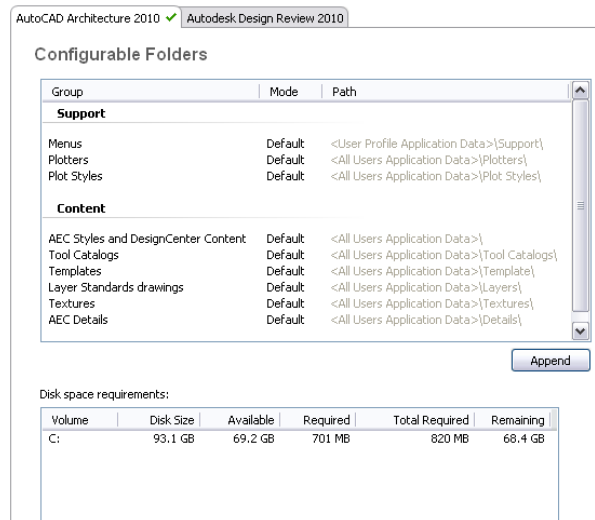 AutoCAD Architecture 2010 Autodesk Design Review 2010
Configurable Folders
Group Mode Path
Support
Menus Default <User Profile Application Data>\Support\
Plotters Default <All Users Application Data>\Plotters\
Plot Styles Default <All Users Application Data>\Plot Styles\
Content
AEC Styles and DesignCenter Content Default <All Users Application Data>\
Tool Catalogs Default <All Users Application Data>\Tool Catalogs\
Templates Default <All Users Application Data>\Template\
Layer Standards drawings Default <All Users Application Data>\Layers\
Textures Default <All Users Application Data>\Textures\
AEC Details Default <All Users Application Data>\Details\
Append
Disk space requirements:
Volume Disk Size Available Required Total Required Remaining
C: 93.1 GB 69.2 GB 701 MB 820 MB 68.4 GB